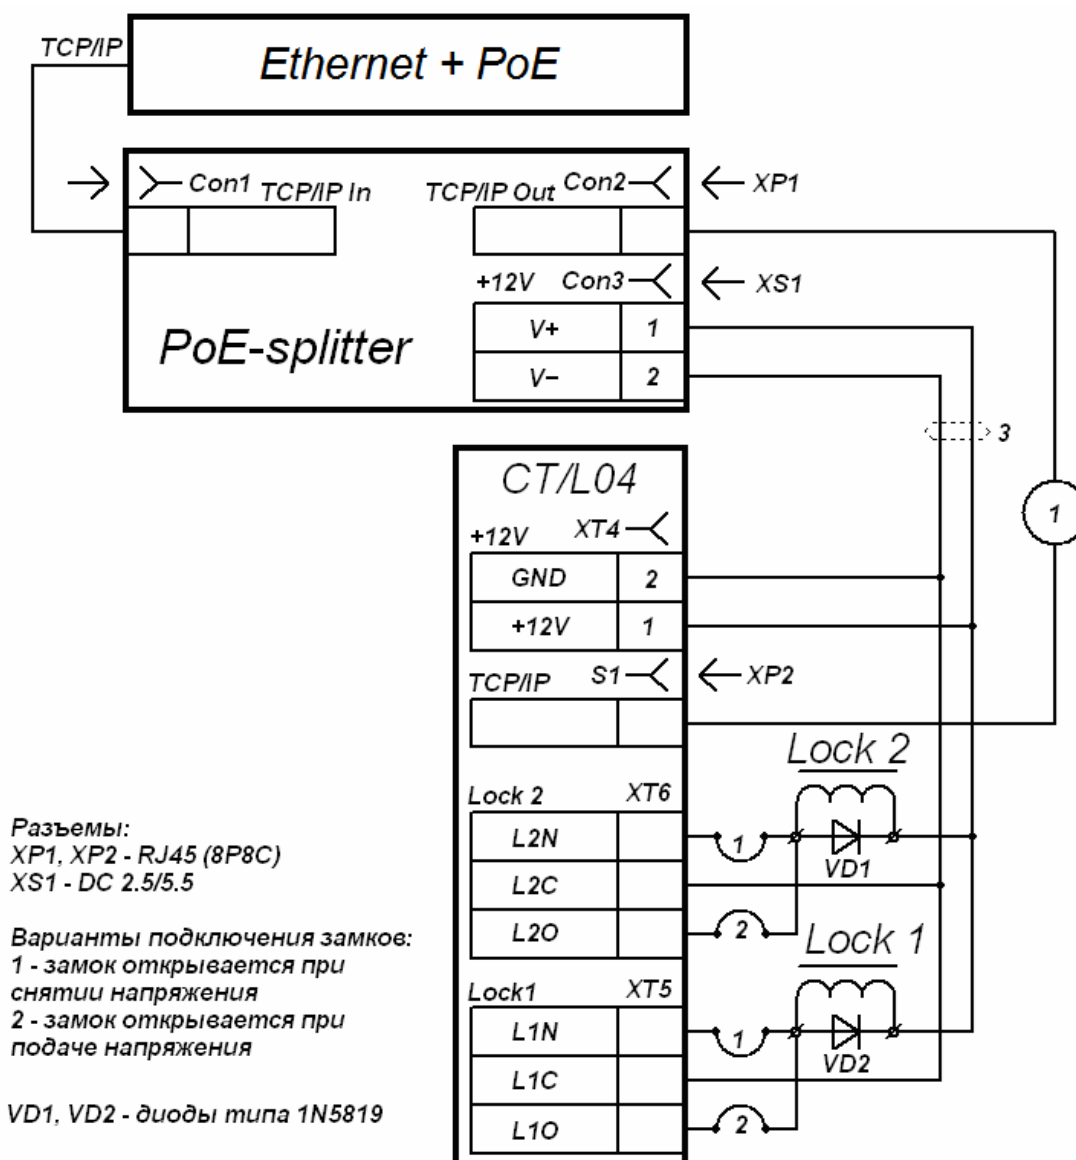 TCP/IP
Ethernet + PoE
Con1 TCP/IP In
TCP/IP Out Con2
XP1
+12V Con3
XS1
V+ 1
V− 2
PoE-splitter
3
CT/L04
+12V XT4
1
GND 2
+12V 1
TCP/IP S1
XP2
Lock 2
Lock 2 XT6
L2N
1
VD1
L2C
L2O
2
Lock 1
Lock1 XT5
L1N
1
VD2
L1C
L1O
2
Разъемы:
XP1, XP2 - RJ45 (8P8C)
XS1 - DC 2.5/5.5
Варианты подключения замков:
1 - замок открывается при
снятии напряжения
2 - замок открывается при
подаче напряжения
VD1, VD2 - диоды типа 1N5819